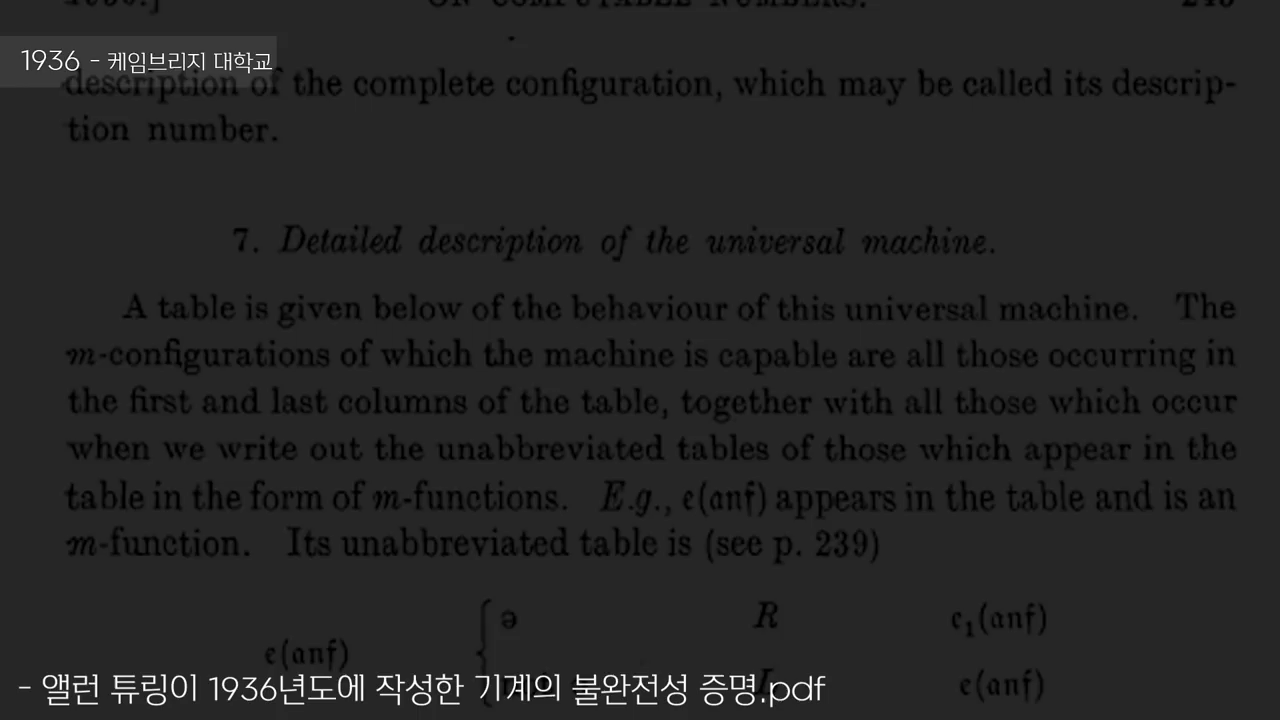 ON COMPUTABLE NUMBERS.
1936 - 케임브리지 대학교
description of the complete configuration, which may be called its descrip-
tion number.
7. Detailed description of the universal machine.
A table is given below of the behaviour of this universal machine. The
m-configurations of which the machine is capable are all those occurring in
the first and last columns of the table, together with all those which occur
when we write out the unabbreviated tables of those which appear in the
table in the form of m-functions. E.g., e(anf) appears in the table and is an
m-function. Its unabbreviated table is (see p. 239)
ə R e₁(anf)
e(anf)
L e(anf)
- 앨런 튜링이 1936년도에 작성한 기계의 불완전성 증명.pdf